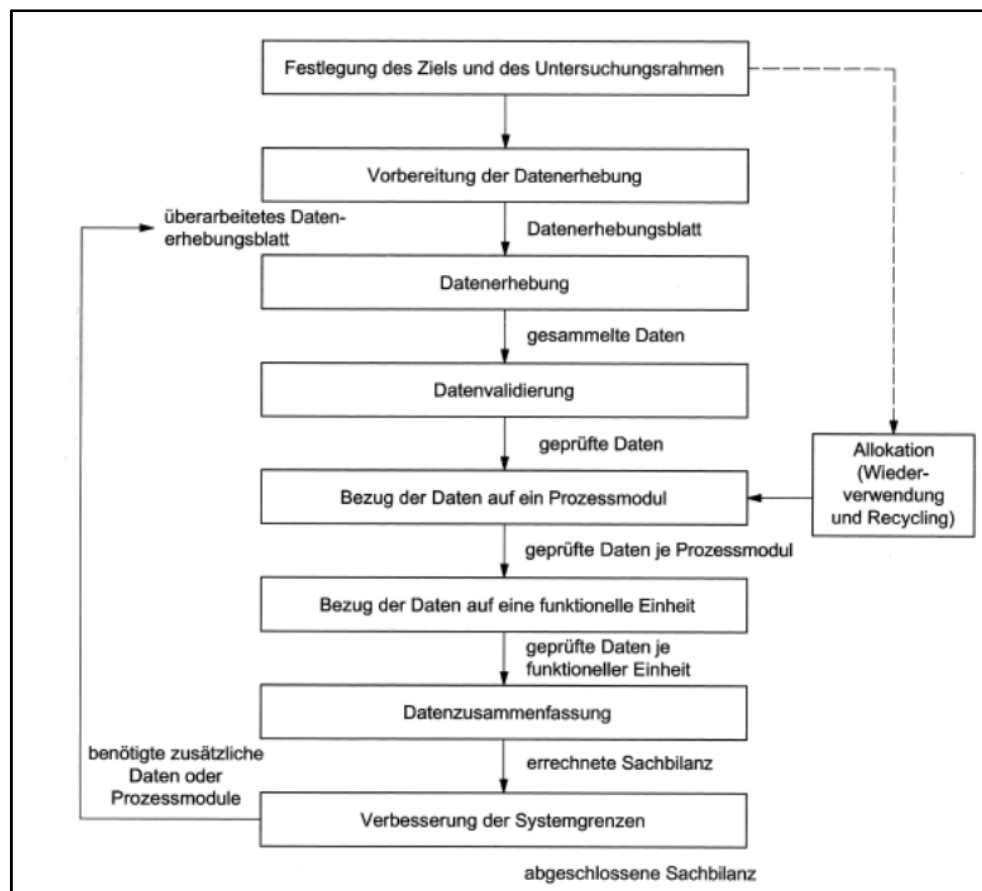 Festlegung des Ziels und des Untersuchungsrahmen
Vorbereitung der Datenerhebung
überarbeitetes Daten-
erhebungsblatt
Datenerhebungsblatt
Datenerhebung
gesammelte Daten
Datenvalidierung
geprüfte Daten
Allokation
(Wieder-
verwendung
und Recycling)
Bezug der Daten auf ein Prozessmodul
geprüfte Daten je Prozessmodul
Bezug der Daten auf eine funktionelle Einheit
geprüfte Daten je
funktioneller Einheit
Datenzusammenfassung
benötigte zusätzliche
Daten oder
Prozessmodule
errechnete Sachbilanz
Verbesserung der Systemgrenzen
abgeschlossene Sachbilanz